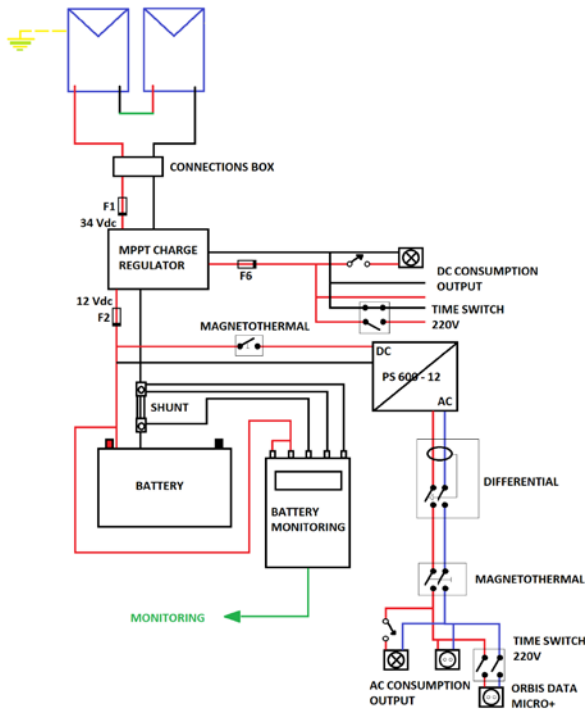 CONNECTIONS BOX
F1
34 Vdc
MPPT CHARGE
REGULATOR
F6
DC CONSUMPTION
OUTPUT
12 Vdc
F2
TIME SWITCH
220V
MAGNETOTHERMAL
DC
PS 600 - 12
AC
SHUNT
BATTERY
BATTERY
MONITORING
DIFFERENTIAL
MAGNETOTHERMAL
MONITORING
TIME SWITCH
220V
AC CONSUMPTION
OUTPUT
ORBIS DATA
MICRO+